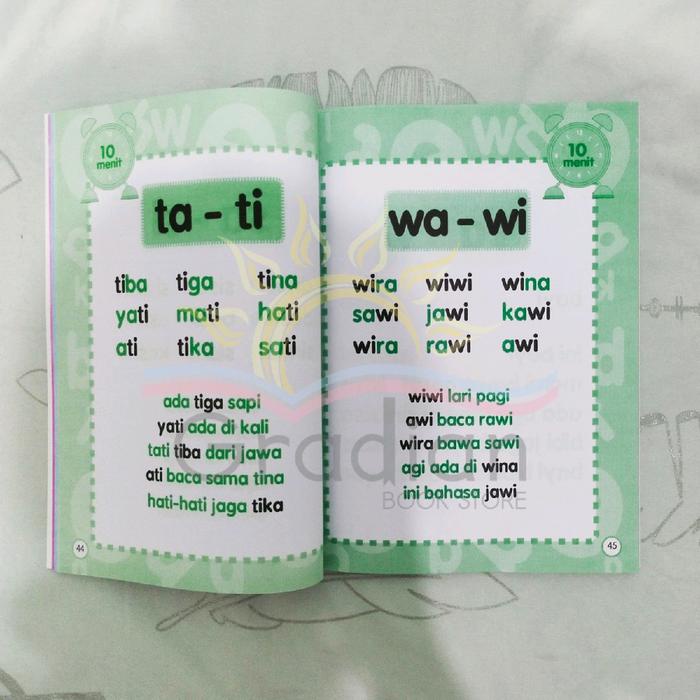 10
menit
ta - ti
tiba tiga tina
yati mati hati
ati tika sati
ada tiga sapi
yati ada di kali
tati tiba dari jawa
ati baca sama tina
hati-hati jaga tika
44
10
menit
wa - wi
wira wiwi wina
sawi jawi kawi
wira rawi awi
wiwi lari pagi
awi baca rawi
wira bawa sawi
agi ada di wina
ini bahasa jawi
45
Gradian
BOOK STORE